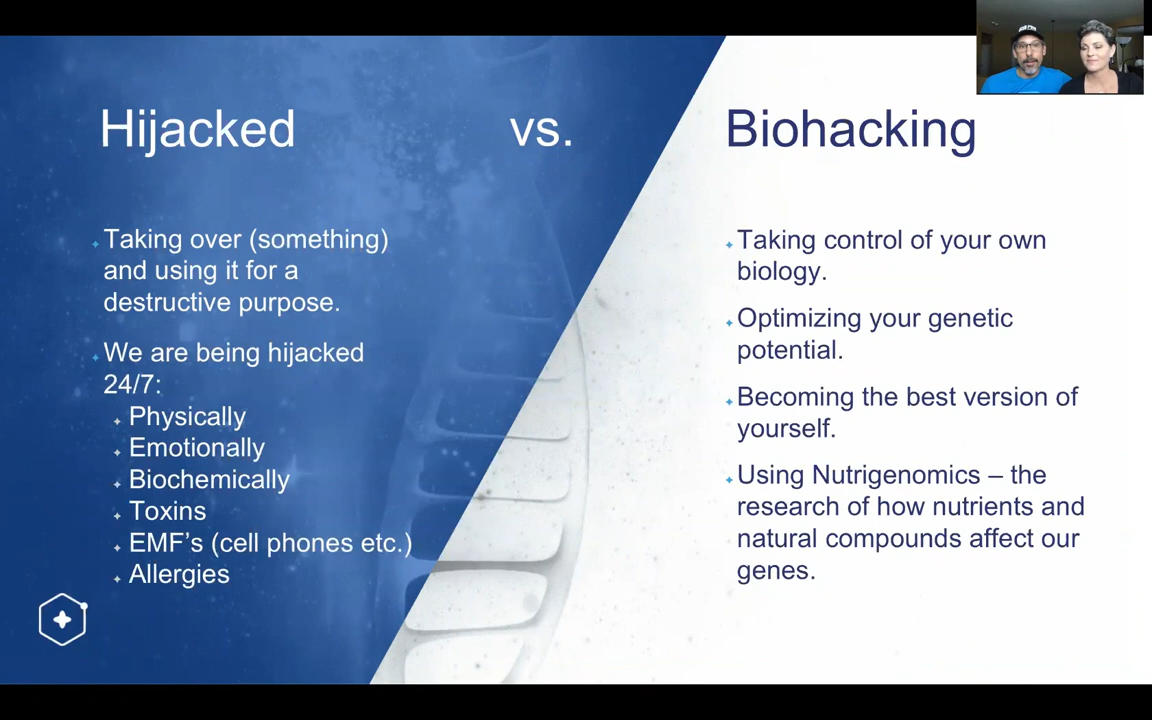 Hijacked vs. Biohacking
Taking over (something)
and using it for a
destructive purpose.
We are being hijacked
24/7:
Physically
Emotionally
Biochemically
Toxins
EMF's (cell phones etc.)
Allergies
Taking control of your own
biology.
Optimizing your genetic
potential.
Becoming the best version of
yourself.
Using Nutrigenomics – the
research of how nutrients and
natural compounds affect our
genes.